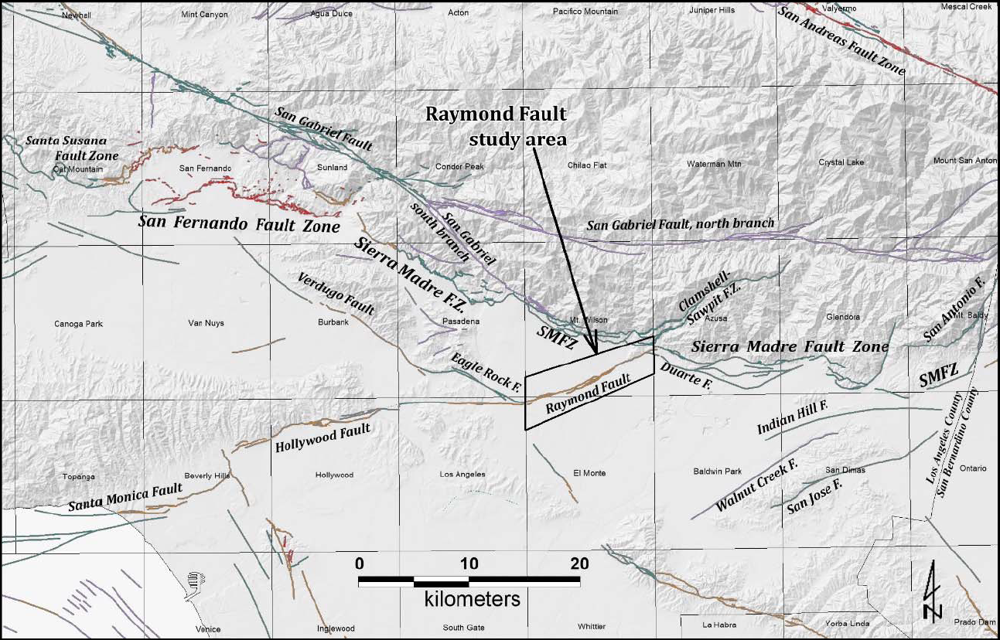 Newhall
Mint Canyon
Agua Dulce
Acton
Pacifico Mountain
Juniper Hills
Valyermo
Mescal Creek
San Andreas Fault Zone
Raymond Fault
study area
San Gabriel Fault
Santa Susana
Fault Zone
Oat Mountain
San Fernando
Sunland
Condor Peak
Chilao Flat
Waterman Mtn
Crystal Lake
Mount San Anton
San Fernando Fault Zone
San Gabriel
south branch
San Gabriel Fault, north branch
Sierra Madre F.Z.
Verdugo Fault
Clamshell-
Sawpit F.Z.
San Antonio F.
Canoga Park
Van Nuys
Burbank
Pasadena
Mt. Wilson
Azusa
Glendora
Mt. Baldy
SMFZ
Sierra Madre Fault Zone
Eagle Rock F.
Raymond Fault
Duarte F.
SMFZ
Hollywood Fault
Indian Hill F.
Los Angeles County
San Bernardino County
Topanga
Beverly Hills
Hollywood
Los Angeles
El Monte
Baldwin Park
San Dimas
Ontario
Santa Monica Fault
Walnut Creek F.
San Jose F.
0 10 20
kilometers
N
Venice
Inglewood
South Gate
Whittier
La Habra
Yorba Linda
Prado Dam